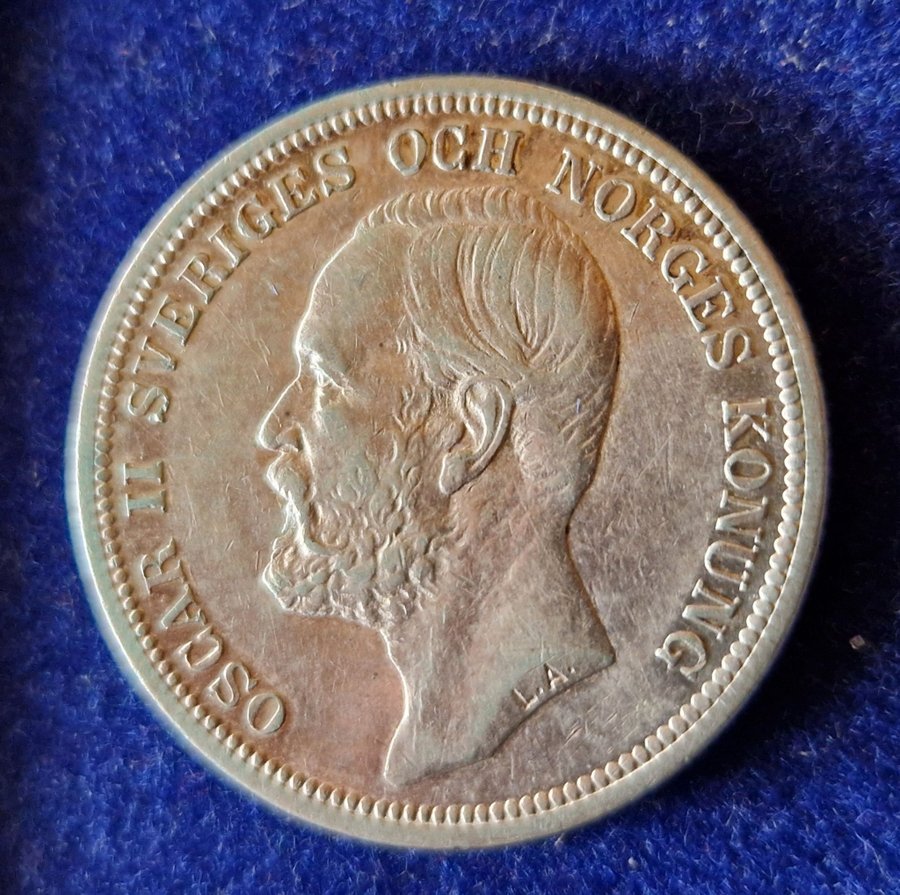 OSCAR II SVERIGES OCH NORGES KONUNG
L.A.